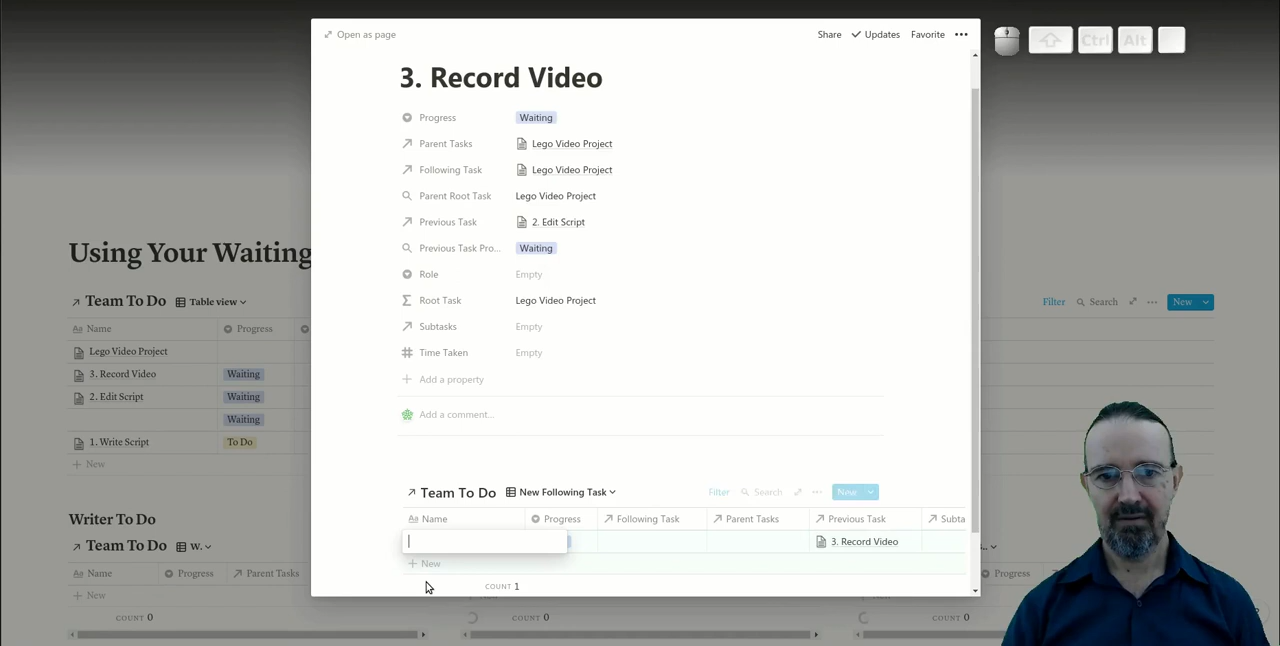 Open as page
Share Updates Favorite •••
Ctrl Alt
3. Record Video
Progress Waiting
Parent Tasks Lego Video Project
Following Task Lego Video Project
Parent Root Task Lego Video Project
Previous Task 2. Edit Script
Previous Task Pro... Waiting
Role Empty
Root Task Lego Video Project
Subtasks Empty
Time Taken Empty
Add a property
Add a comment...
Team To Do New Following Task
Filter Search ••• New
Aa Name Progress Following Task Parent Tasks Previous Task Subta
3. Record Video
+ New
COUNT 1
Using Your Waiting
Team To Do Table view
Filter Search ••• New
Aa Name Progress
Lego Video Project
3. Record Video Waiting
2. Edit Script Waiting
Waiting
1. Write Script To Do
+ New
Writer To Do
Team To Do W.
Aa Name Progress Parent Tasks
Progress
+ New
COUNT 0
COUNT 0
COUNT 0